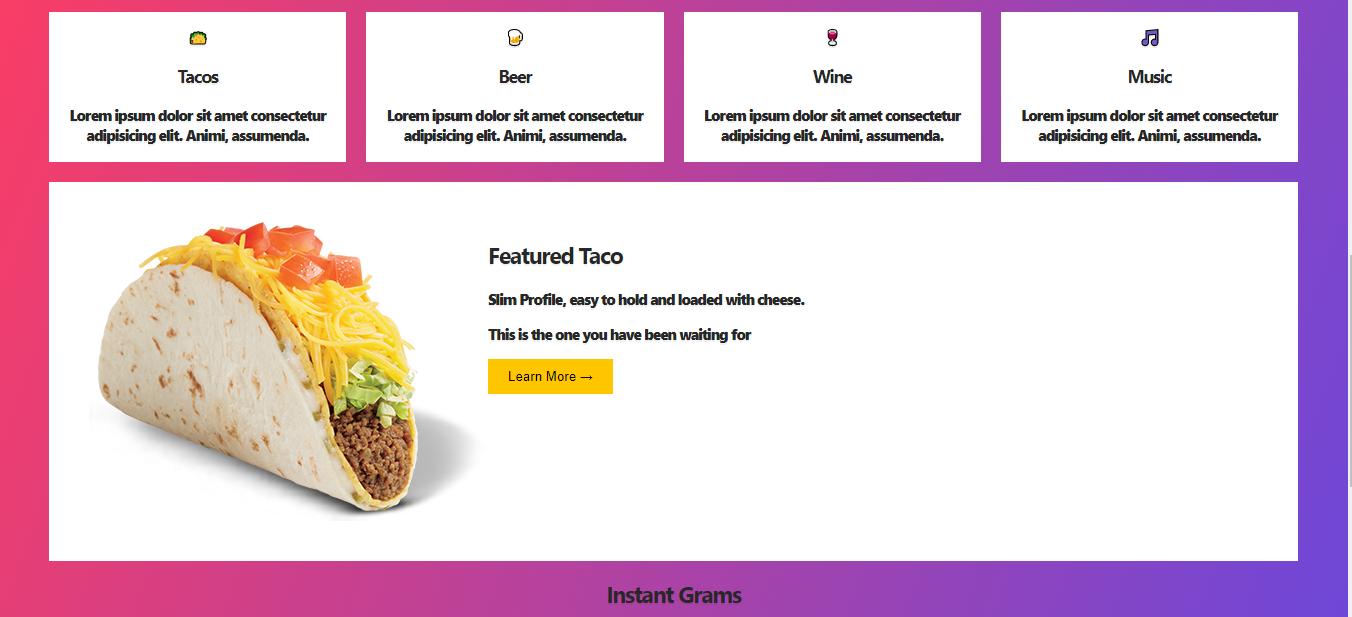 Tacos
Lorem ipsum dolor sit amet consectetur
adipisicing elit. Animi, assumenda.
Beer
Lorem ipsum dolor sit amet consectetur
adipisicing elit. Animi, assumenda.
Wine
Lorem ipsum dolor sit amet consectetur
adipisicing elit. Animi, assumenda.
Music
Lorem ipsum dolor sit amet consectetur
adipisicing elit. Animi, assumenda.
Featured Taco
Slim Profile, easy to hold and loaded with cheese.
This is the one you have been waiting for
Learn More →
Instant Grams